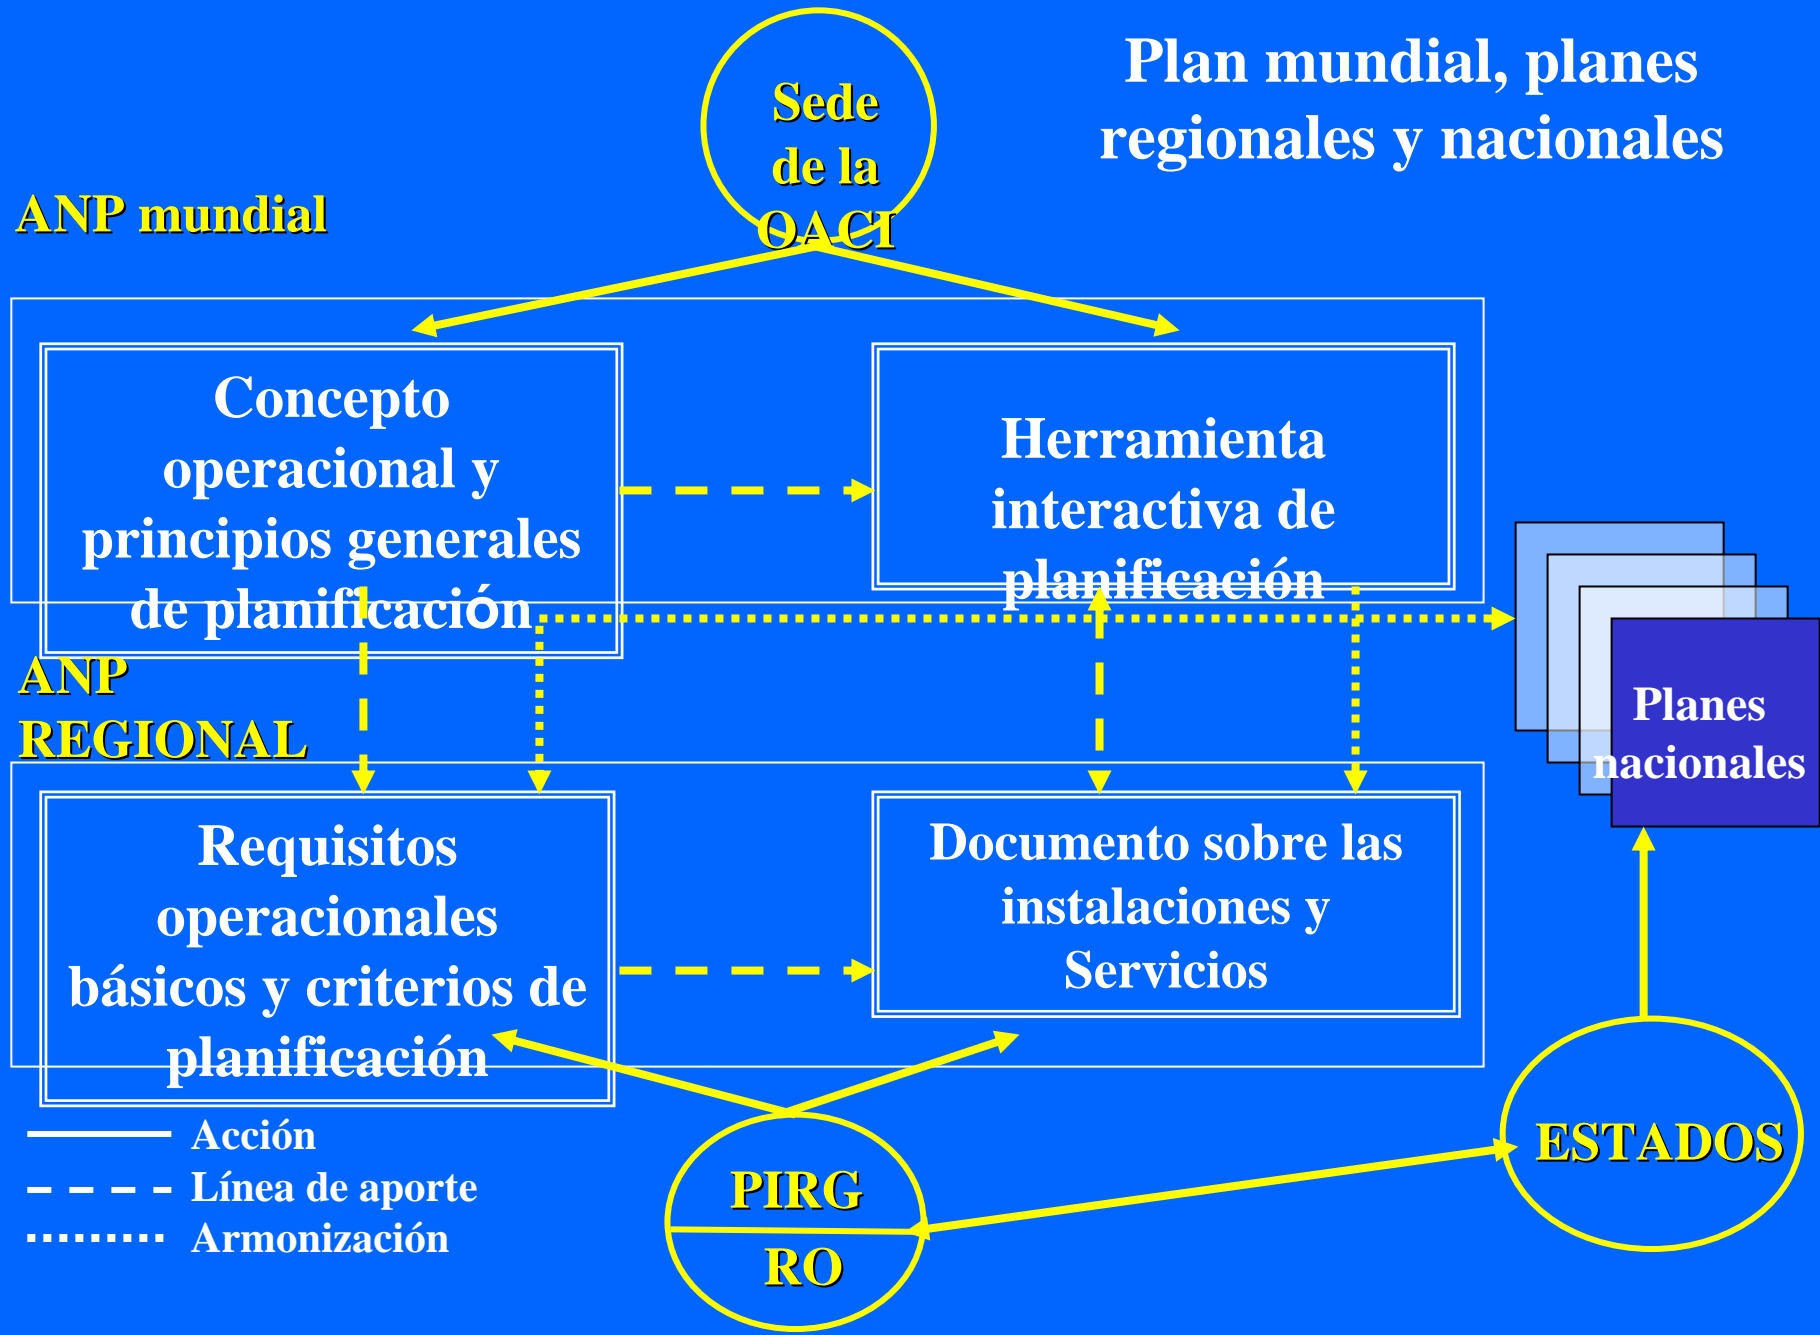 Plan mundial, planes
regionales y nacionales
Sede
de la
OACI
ANP mundial
Concepto
operacional y
principios generales
de planificación
Herramienta
interactiva de
planificación
ANP
REGIONAL
Planes
nacionales
Requisitos
operacionales
básicos y criterios de
planificación
Documento sobre las
instalaciones y
Servicios
Acción
Línea de aporte
Armonización
PIRG
RO
ESTADOS